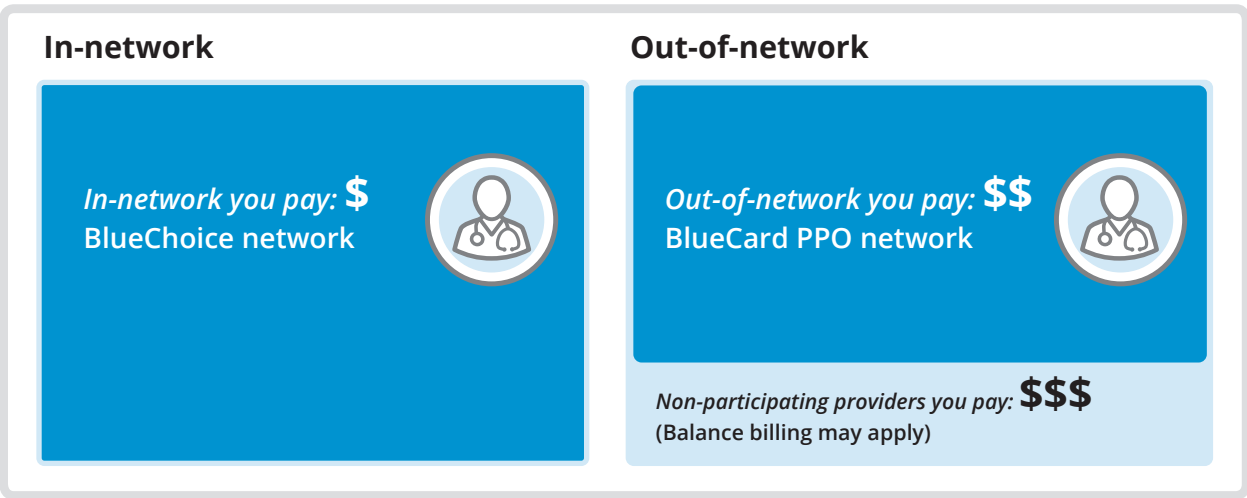 In-network
In-network you pay: $
BlueChoice network
Out-of-network
Out-of-network you pay: $$
BlueCard PPO network
Non-participating providers you pay: $$$
(Balance billing may apply)